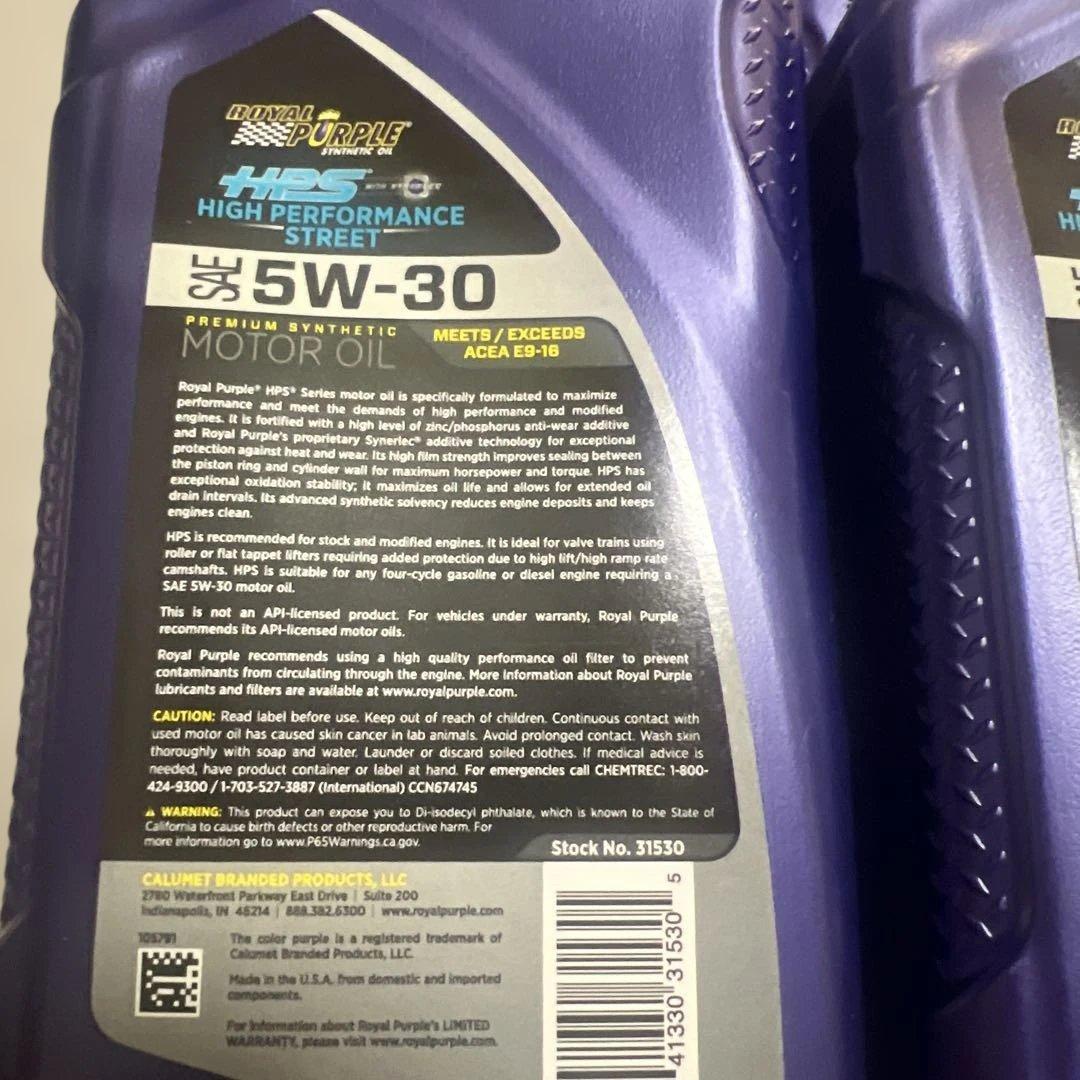 ROYAL
PURPLE®
SYNTHETIC OIL
HPS
HIGH PERFORMANCE
STREET
SAE 5W-30
PREMIUM SYNTHETIC
MOTOR OIL
MEETS / EXCEEDS
ACEA E9-16
Royal Purple® HPS® Series motor oil is specifically formulated to maximize
performance and meet the demands of high performance and modified
engines. It is fortified with a high level of zinc/phosphorus anti-wear additive
and Royal Purple's proprietary Synerlec® additive technology for exceptional
protection against heat and wear. Its high film strength improves sealing between
the piston ring and cylinder wall for maximum horsepower and torque. HPS has
exceptional oxidation stability; it maximizes oil life and allows for extended oil
drain intervals. Its advanced synthetic solvency reduces engine deposits and keeps
engines clean.
HPS is recommended for stock and modified engines. It is ideal for valve trains using
roller or flat tappet lifters requiring added protection due to high lift/high ramp rate
camshafts. HPS is suitable for any four-cycle gasoline or diesel engine requiring a
SAE 5W-30 motor oil.
This is not an API-licensed product. For vehicles under warranty, Royal Purple
recommends its API-licensed motor oils.
Royal Purple recommends using a high quality performance oil filter to prevent
contaminants from circulating through the engine. More Information about Royal Purple
lubricants and filters are available at www.royalpurple.com.
CAUTION: Read label before use. Keep out of reach of children. Continuous contact with
used motor oil has caused skin cancer in lab animals. Avoid prolonged contact. Wash skin
thoroughly with soap and water. Launder or discard soiled clothes. If medical advice is
needed, have product container or label at hand. For emergencies call CHEMTREC: 1-800-
424-9300 / 1-703-527-3887 (International) CCN674745
WARNING: This product can expose you to Di-isodecyl phthalate, which is known to the State of
California to cause birth defects or other reproductive harm. For
more information go to www.P65Warnings.ca.gov.
Stock No. 31530
CALUMET BRANDED PRODUCTS, LLC
2780 Waterfront Parkway East Drive | Suite 200
Indianapolis, IN 46214 | 888.382.6300 | www.royalpurple.com
105791
The color purple is a registered trademark of
Calumet Branded Products, LLC.
Made in the U.S.A. from domestic and imported
components.
For information about Royal Purple's LIMITED
WARRANTY, please visit www.royalpurple.com.
41330 31530 5